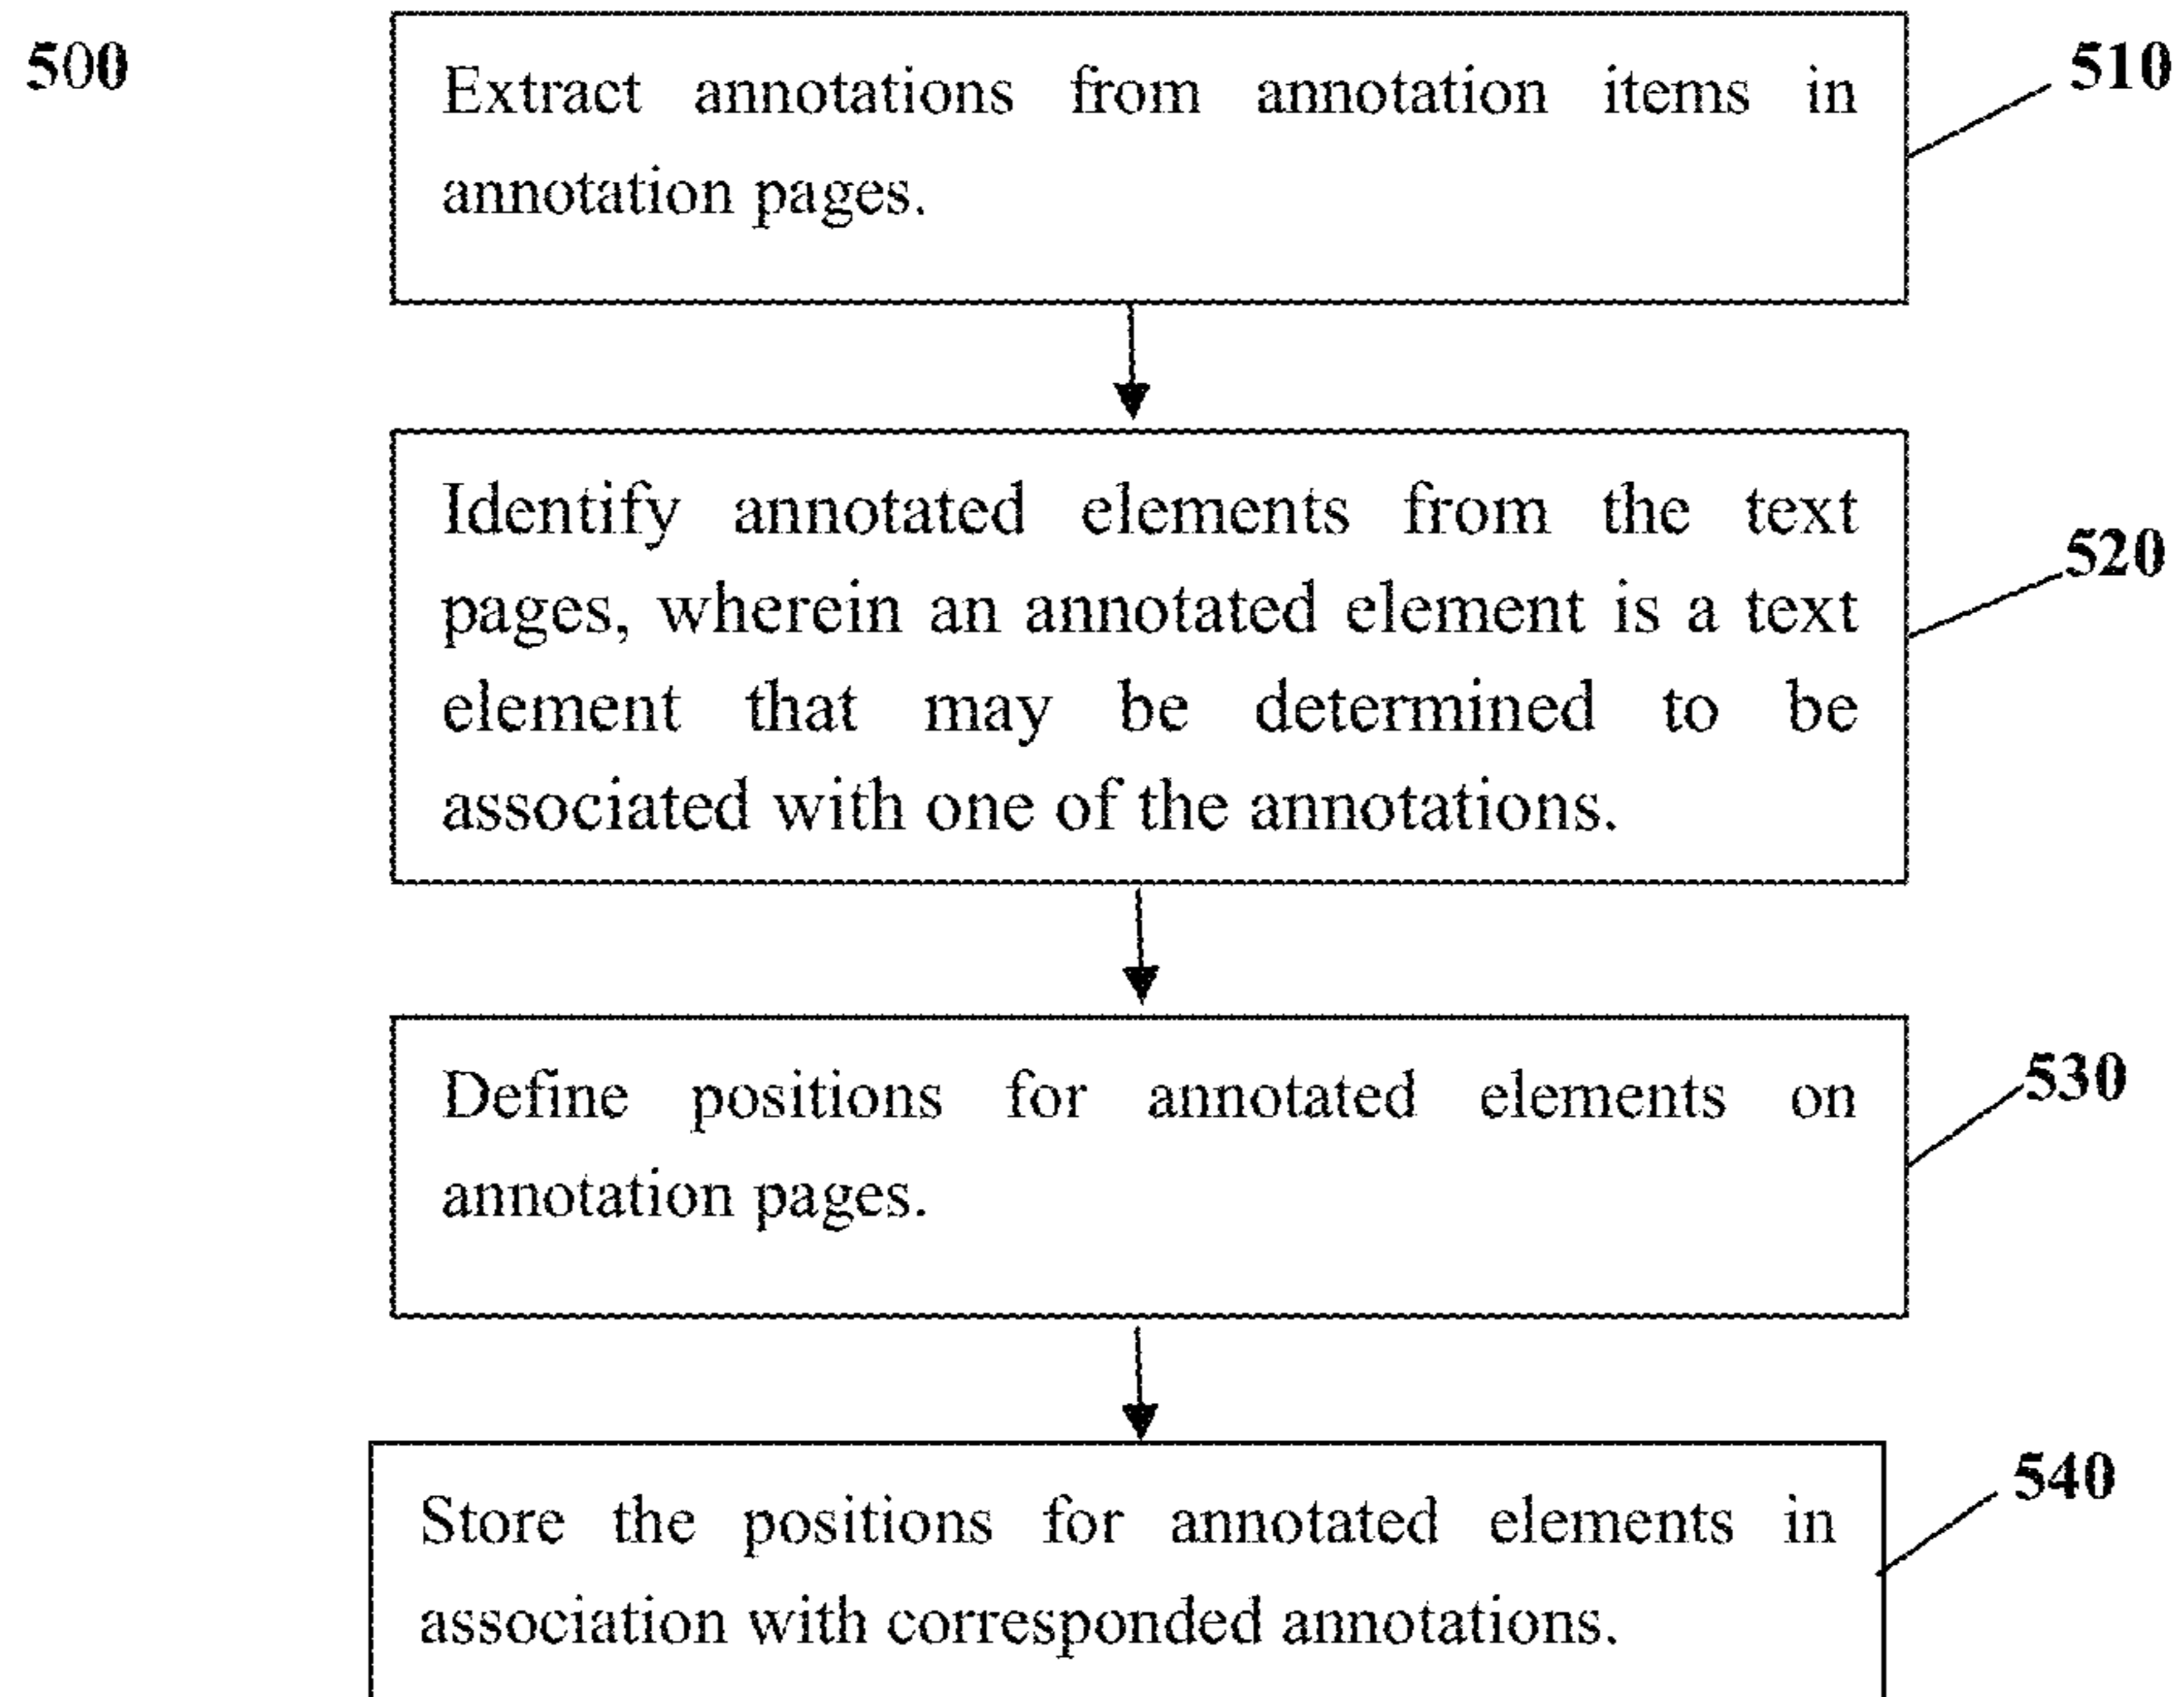 500
510
Extract annotations from annotation items in
annotation pages.
Identify annotated elements from the text
520
pages, wherein an annotated element is a text
element that may be determined to be
associated with one of the annotations.
530
Define positions for annotated elements on
annotation pages.
540
Store the positions for annotated elements in
association with corresponded annotations.